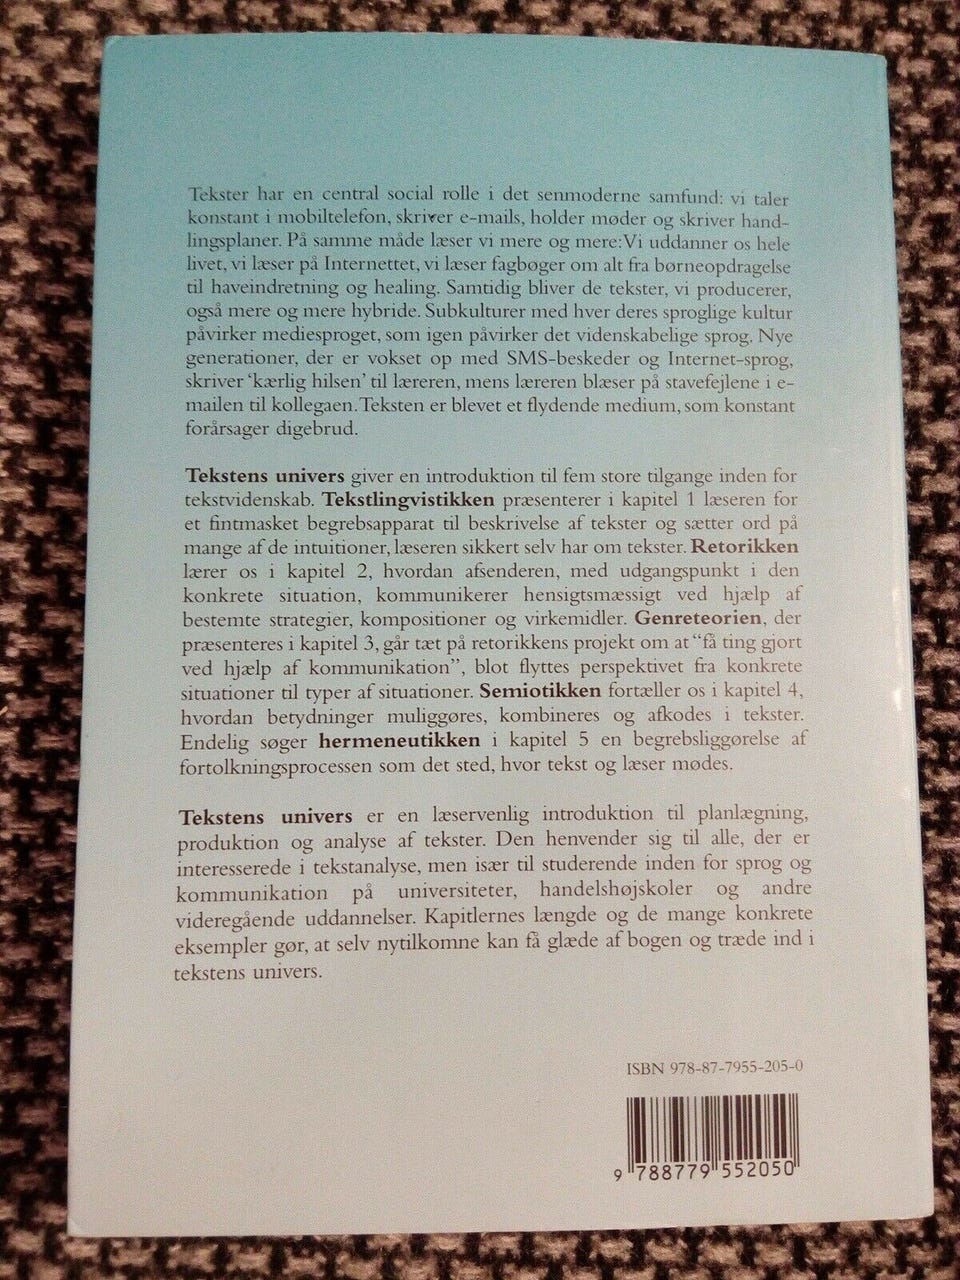 Tekster har en central social rolle i det senmoderne samfund: vi taler
konstant i mobiltelefon, skriver e-mails, holder møder og skriver hand-
lingsplaner. På samme måde læser vi mere og mere: Vi uddanner os hele
livet, vi læser på Internettet, vi læser fagbøger om alt fra børneopdragelse
til haveindretning og healing. Samtidig bliver de tekster, vi producerer,
også mere og mere hybride. Subkulturer med hver deres sproglige kultur
påvirker mediesproget, som igen påvirker det videnskabelige sprog. Nye
generationer, der er vokset op med SMS-beskeder og Internet-sprog,
skriver ‘kærlig hilsen’ til læreren, mens læreren blæser på stavefejlene i e-
mailen til kollegaen. Teksten er blevet et flydende medium, som konstant
forårsager digebrud.
Tekstens univers giver en introduktion til fem store tilgange inden for
tekstvidenskab. Tekstlingvistikken præsenterer i kapitel 1 læseren for
et fintmasket begrebsapparat til beskrivelse af tekster og sætter ord på
mange af de intuitioner, læseren sikkert selv har om tekster. Retorikken
lærer os i kapitel 2, hvordan afsenderen, med udgangspunkt i den
konkrete situation, kommunikerer hensigtsmæssigt ved hjælp af
bestemte strategier, kompositioner og virkemidler. Genreteorien, der
præsenteres i kapitel 3, går tæt på retorikkens projekt om at “få ting gjort
ved hjælp af kommunikation”, blot flyttes perspektivet fra konkrete
situationer til typer af situationer. Semiotikken fortæller os i kapitel 4,
hvordan betydninger muliggøres, kombineres og afkodes i tekster.
Endelig søger hermeneutikken i kapitel 5 en begrebsliggørelse af
fortolkningsprocessen som det sted, hvor tekst og læser mødes.
Tekstens univers er en læservenlig introduktion til planlægning,
produktion og analyse af tekster. Den henvender sig til alle, der er
interesserede i tekstanalyse, men især til studerende inden for sprog og
kommunikation på universiteter, handelshøjskoler og andre
videregående uddannelser. Kapitlernes længde og de mange konkrete
eksempler gør, at selv nytilkomne kan få glæde af bogen og træde ind i
tekstens univers.
ISBN 978-87-7955-205-0
9 788779 552050